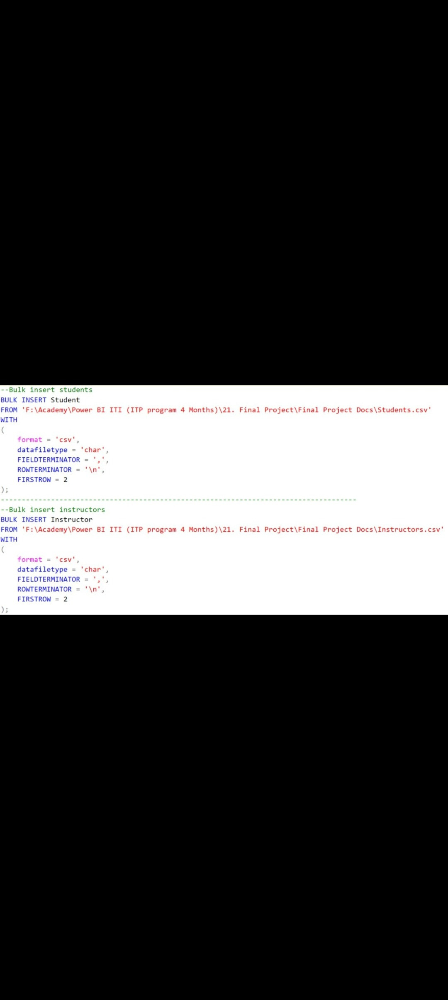 --Bulk insert students
BULK INSERT Student
FROM 'F:\Academy\Power BI ITI (ITP program 4 Months)\21. Final Project\Final Project Docs\Students.csv'
WITH
(
    format = 'csv',
    datafiletype = 'char',
    FIELDTERMINATOR = ',',
    ROWTERMINATOR = '\n',
    FIRSTROW = 2
);
-------------------------------------------------------------------------------------
--Bulk insert instructors
BULK INSERT Instructor
FROM 'F:\Academy\Power BI ITI (ITP program 4 Months)\21. Final Project\Final Project Docs\Instructors.csv'
WITH
(
    format = 'csv',
    datafiletype = 'char',
    FIELDTERMINATOR = ',',
    ROWTERMINATOR = '\n',
    FIRSTROW = 2
);